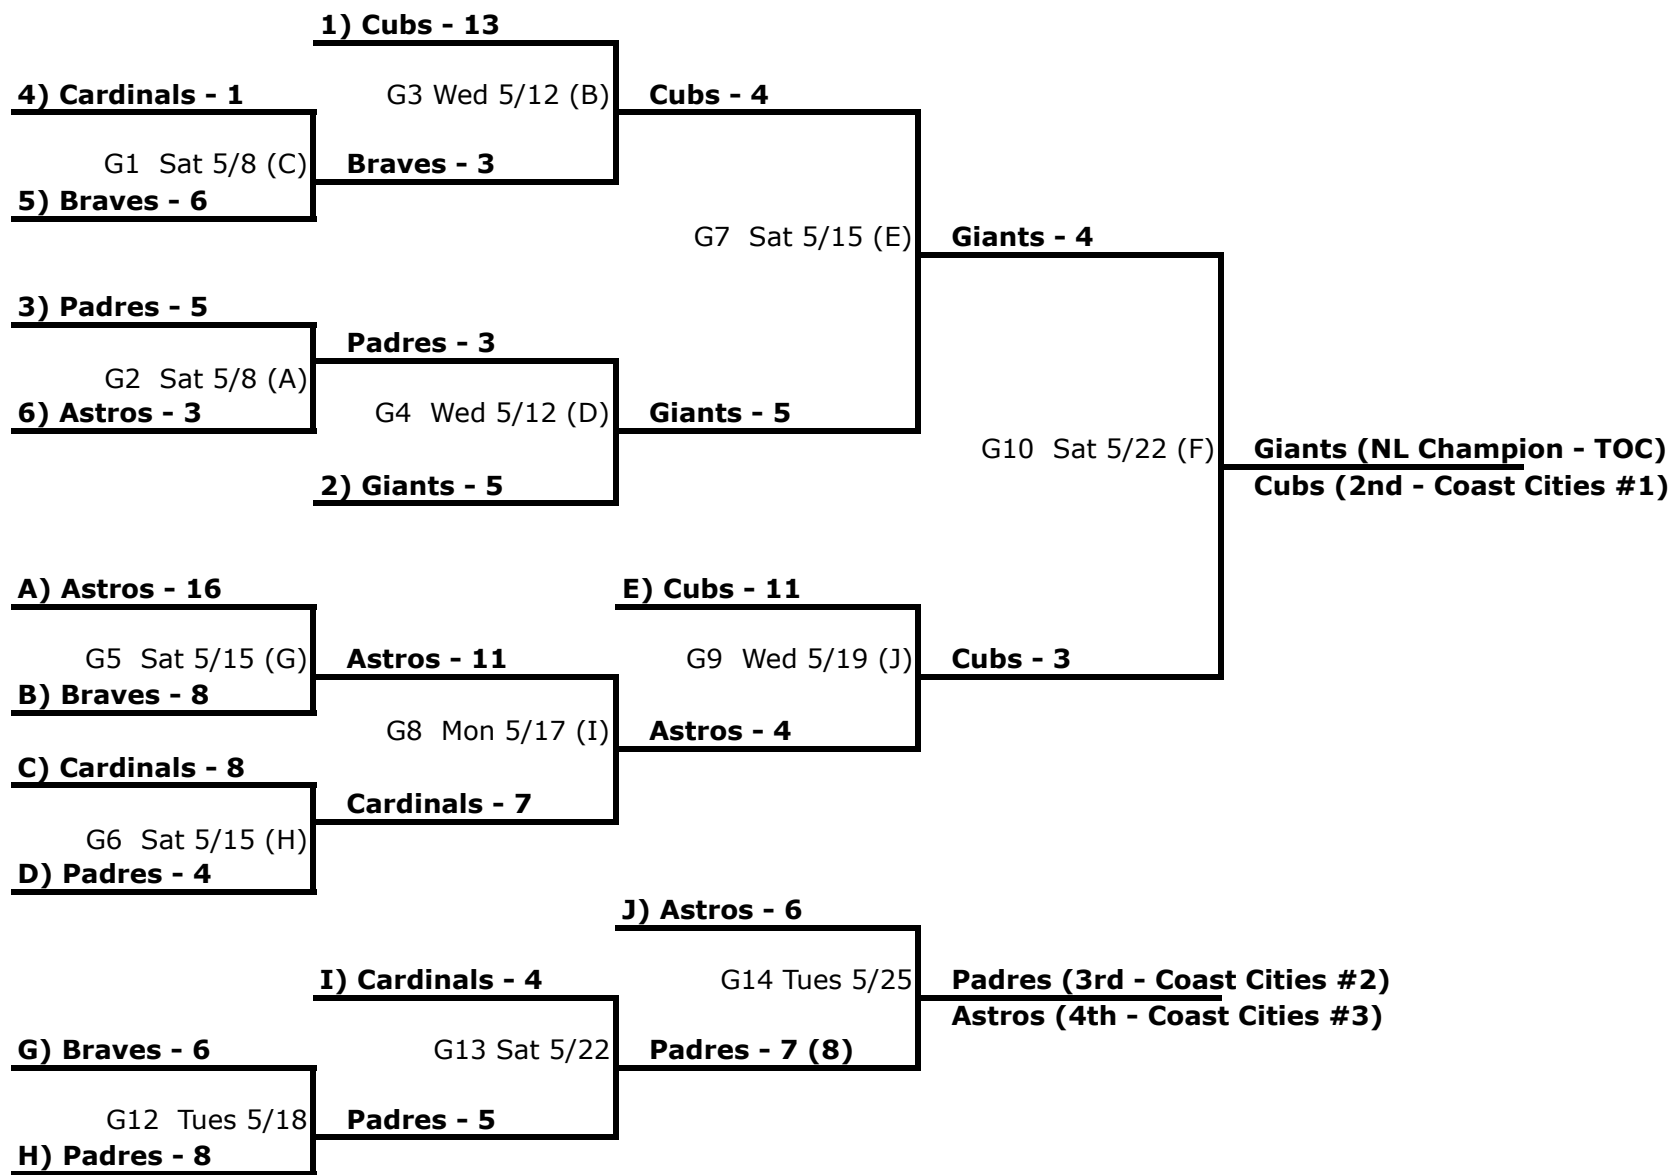 1) Cubs - 13
4) Cardinals - 1
G3 Wed 5/12 (B)
Cubs - 4
G1 Sat 5/8 (C)
Braves - 3
5) Braves - 6
G7 Sat 5/15 (E)
Giants - 4
3) Padres - 5
Padres - 3
G2 Sat 5/8 (A)
6) Astros - 3
G4 Wed 5/12 (D)
Giants - 5
G10 Sat 5/22 (F)
Giants (NL Champion - TOC)
2) Giants - 5
Cubs (2nd - Coast Cities #1)
A) Astros - 16
E) Cubs - 11
G5 Sat 5/15 (G)
Astros - 11
G9 Wed 5/19 (J)
Cubs - 3
B) Braves - 8
G8 Mon 5/17 (I)
Astros - 4
C) Cardinals - 8
Cardinals - 7
G6 Sat 5/15 (H)
D) Padres - 4
J) Astros - 6
I) Cardinals - 4
G14 Tues 5/25
Padres (3rd - Coast Cities #2)
Astros (4th - Coast Cities #3)
G) Braves - 6
G13 Sat 5/22
Padres - 7 (8)
G12 Tues 5/18
Padres - 5
H) Padres - 8